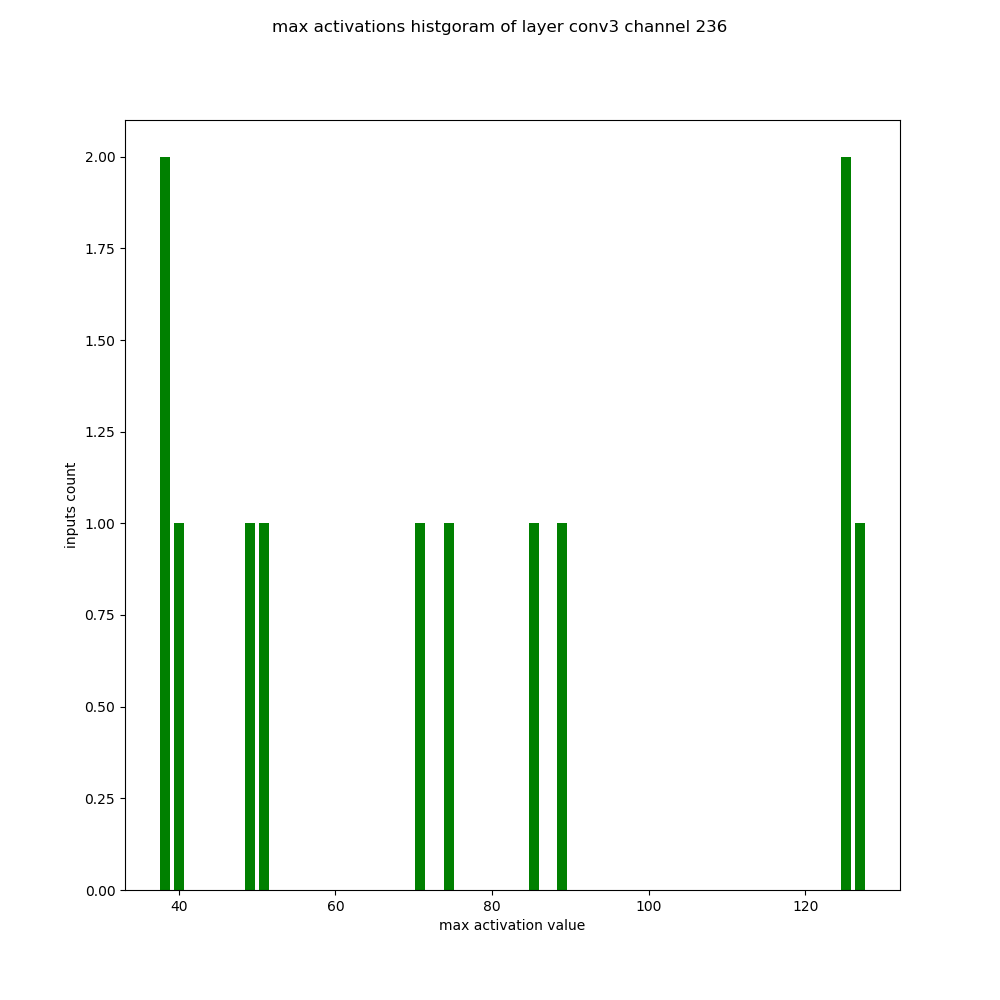 max activations histgoram of layer conv3 channel 236
2.00
1.75
1.50
1.25
1.00
0.75
0.50
0.25
0.00
inputs count
40 60 80 100 120
max activation value